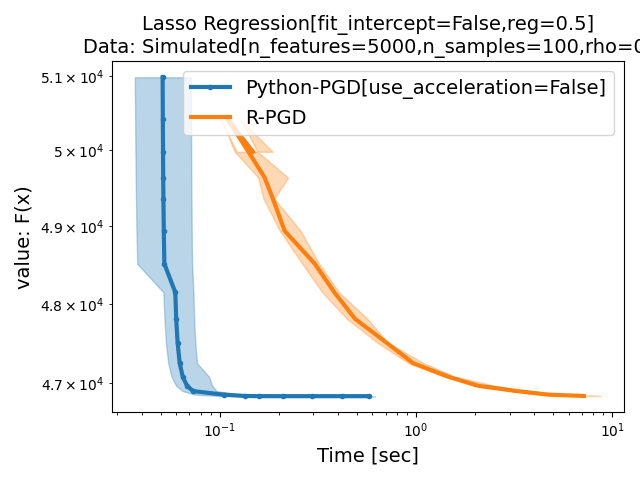 Lasso Regression[fit_intercept=False,reg=0.5]
Data: Simulated[n_features=5000,n_samples=100,rho=0
Python-PGD[use_acceleration=False]
R-PGD
value: F(x)
5.1 × 10⁴
5 × 10⁴
4.9 × 10⁴
4.8 × 10⁴
4.7 × 10⁴
10⁻¹
10⁰
10¹
Time [sec]